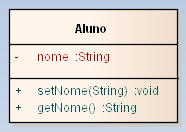 Aluno
- nome :String
+ setNome(String) :void
+ getNome() :String